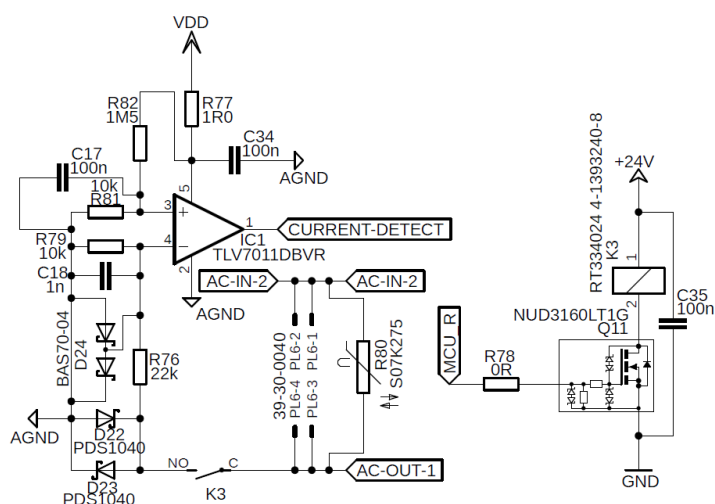 VDD
R82
1M5
R77
1R0
C34
100n
AGND
C17
100n
10k
R81
5
3
4
1
2
IC1
TLV7011DBVR
CURRENT-DETECT
R79
10k
C18
1n
AGND
AC-IN-2
AC-IN-2
BAS70-04
D24
R76
22k
39-30-0040
PL6-4
PL6-2
PL6-3
PL6-1
R80
S07K275
AGND
D22
PDS1040
D23
PDS1040
NO
C
K3
AC-OUT-1
MCU_R
R78
0R
RT334024 4-1393240-8
K3
+24V
1
2
NUD3160LT1G
Q11
C35
100n
GND